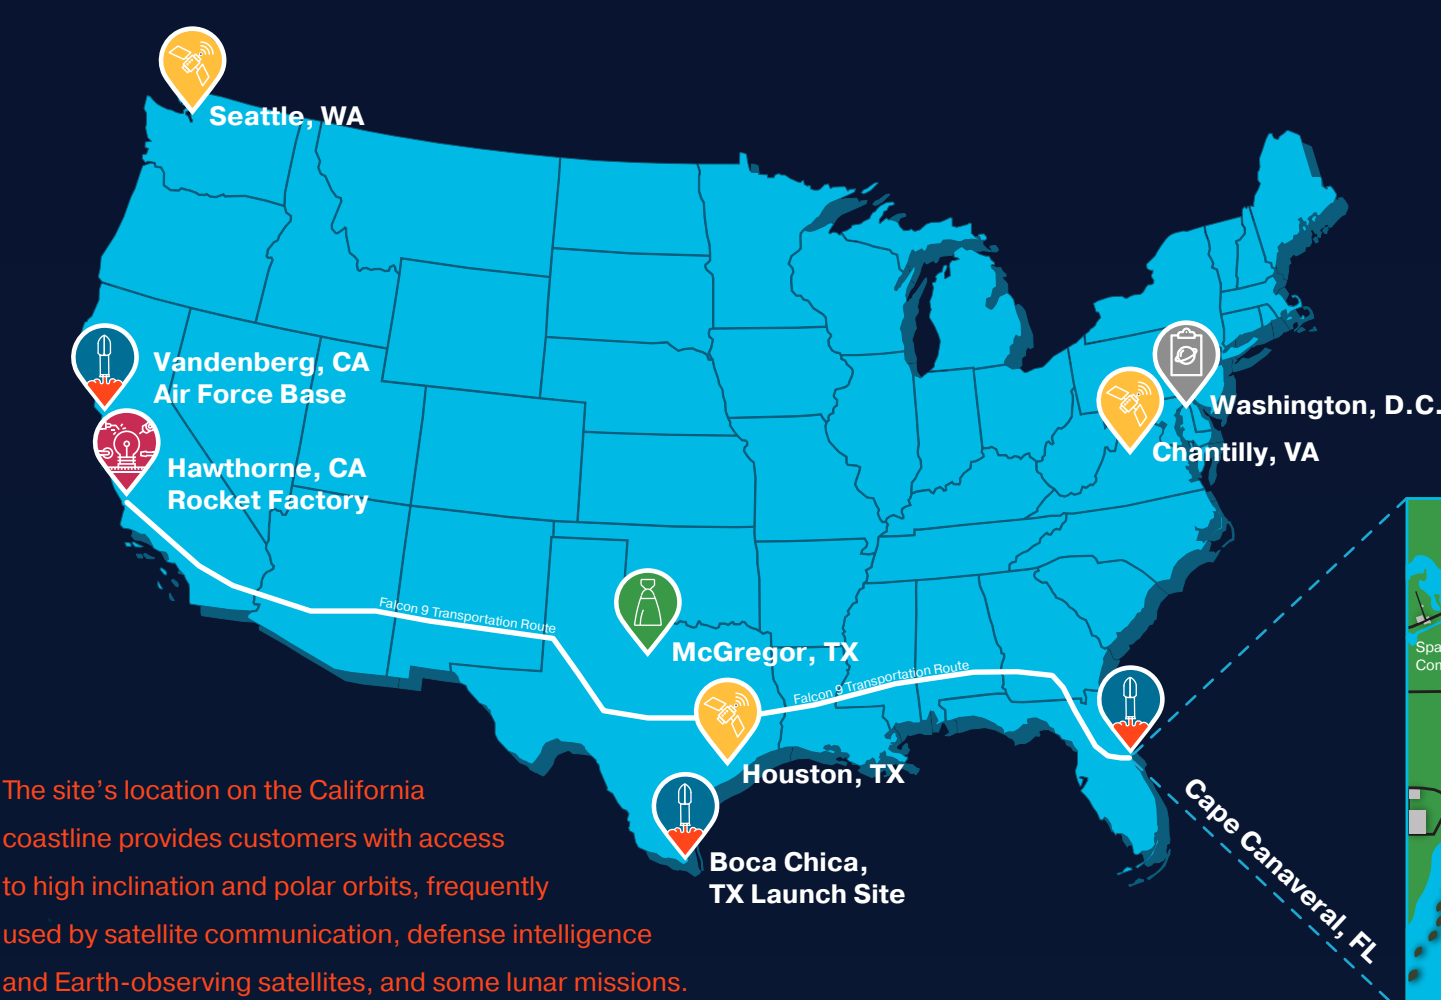 Seattle, WA
Vandenberg, CA
Air Force Base
Washington, D.C.
Chantilly, VA
Hawthorne, CA
Rocket Factory
Falcon 9 Transportation Route
McGregor, TX
Falcon 9 Transportation Route
Houston, TX
Boca Chica,
TX Launch Site
Cape Canaveral, FL
The site’s location on the California
coastline provides customers with access
to high inclination and polar orbits, frequently
used by satellite communication, defense intelligence
and Earth-observing satellites, and some lunar missions.